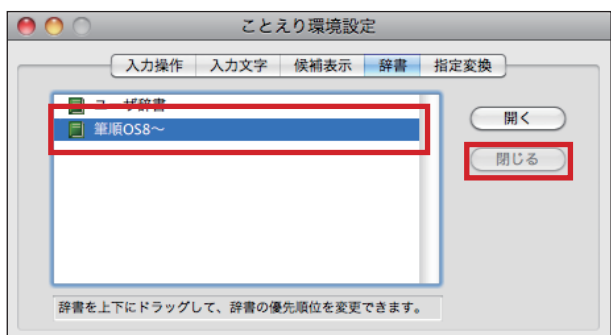 ことえり環境設定
入力操作 入力文字 候補表示 辞書 指定変換
ユーザ辞書
筆順OS8〜
開く
閉じる
辞書を上下にドラッグして、辞書の優先順位を変更できます。